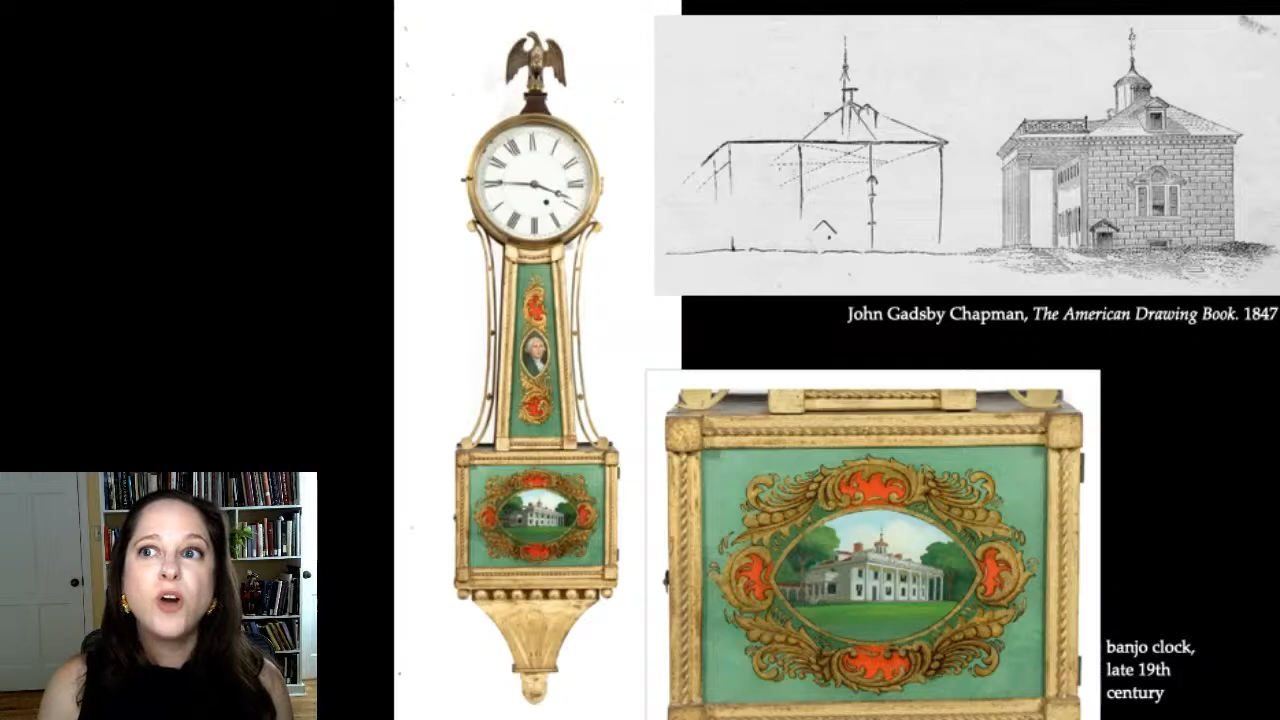 John Gadsby Chapman, The American Drawing Book. 1847
banjo clock,
late 19th
century